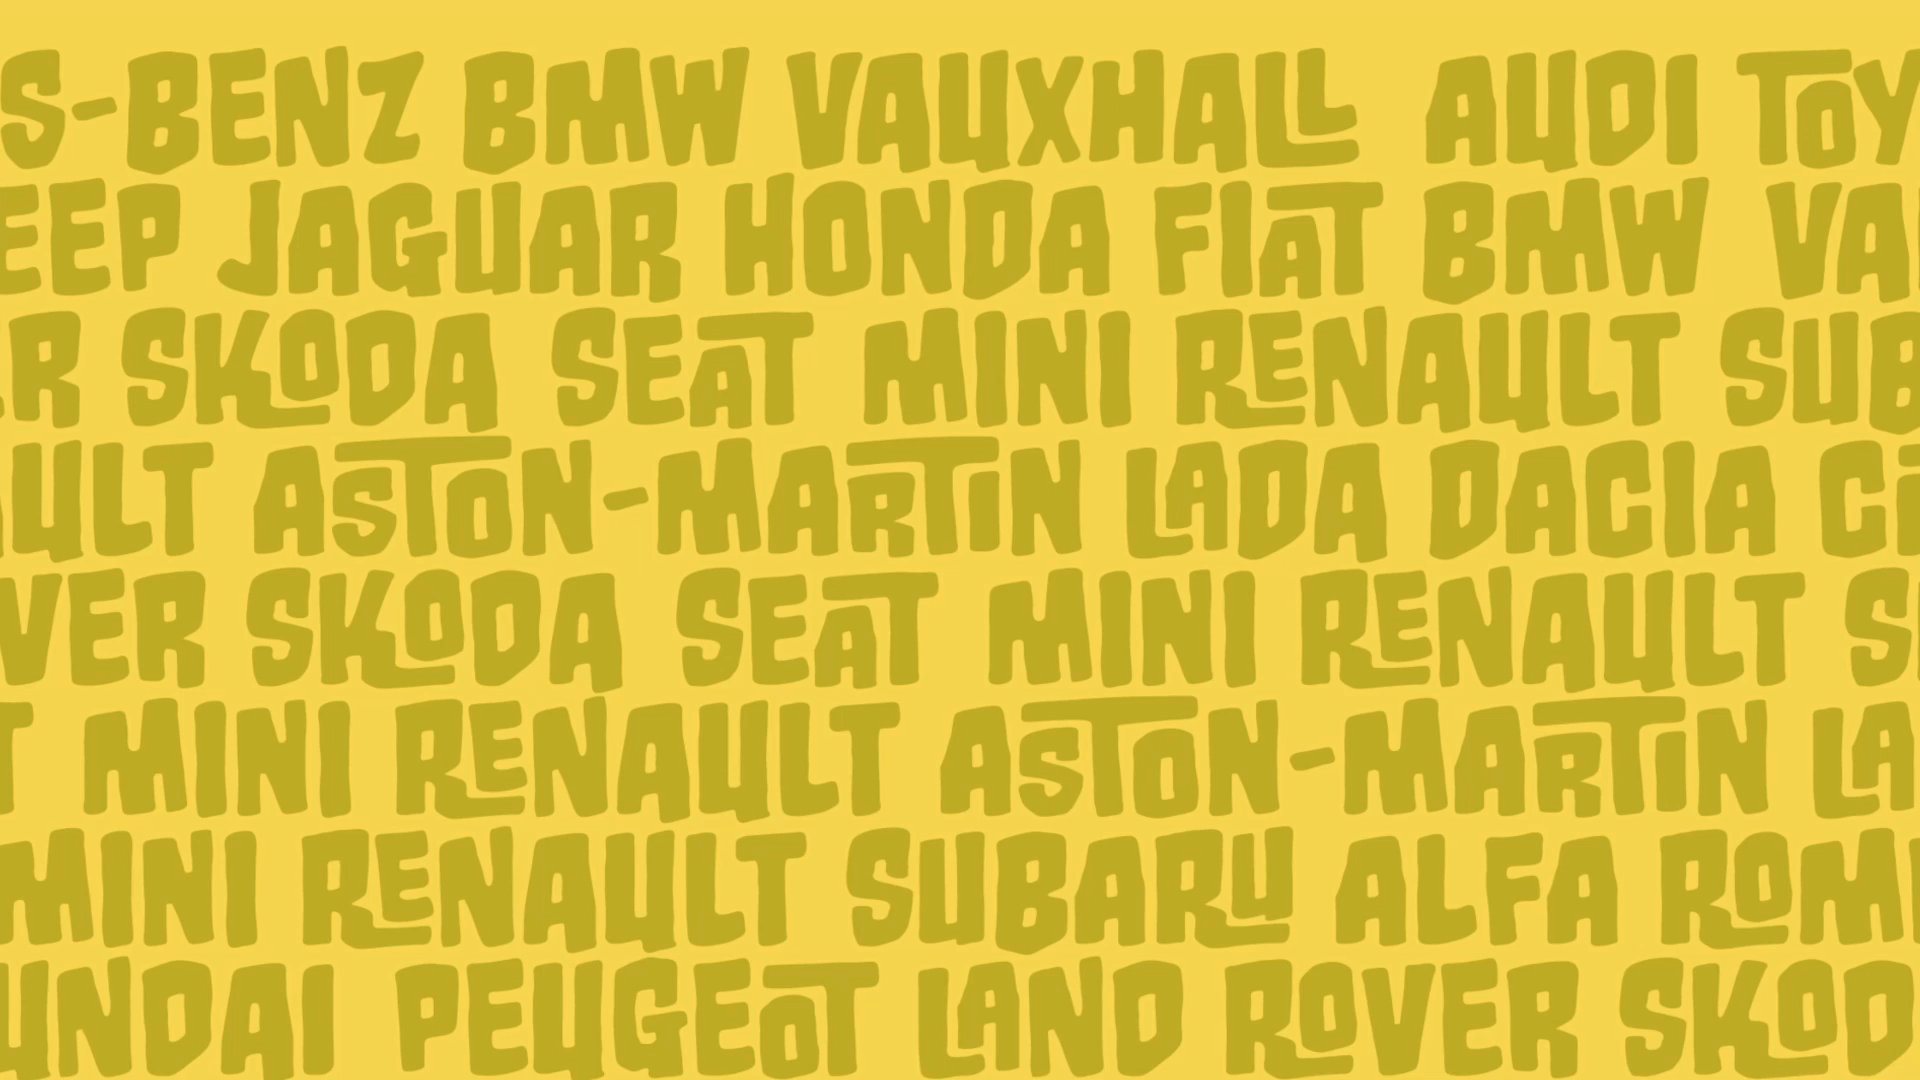 S-BENZ BMW VAUXHALL AUDI TOY
EEP JAGUAR HONDA FIAT BMW VA
R SKODA SEAT MINI RENAULT SUB
AULT ASTON-MARTIN LADA DACIA CI
VER SKODA SEAT MINI RENAULT S
T MINI RENAULT ASTON-MARTIN LA
MINI RENAULT SUBARU ALFA ROM
UNDAI PEUGEOT LAND ROVER SKOD